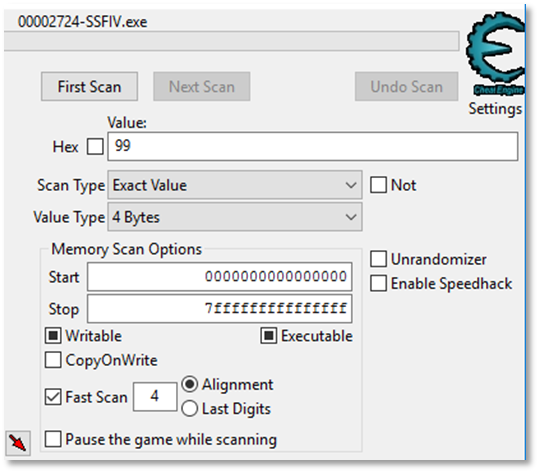 00002724-SSFIV.exe
First Scan Next Scan Undo Scan
Cheat Engine
Settings
Value:
Hex 99
Scan Type Exact Value Not
Value Type 4 Bytes
Memory Scan Options
Unrandomizer
Start 0000000000000000
Enable Speedhack
Stop 7fffffffffffffff
Writable Executable
CopyOnWrite
Fast Scan 4 Alignment
Last Digits
Pause the game while scanning